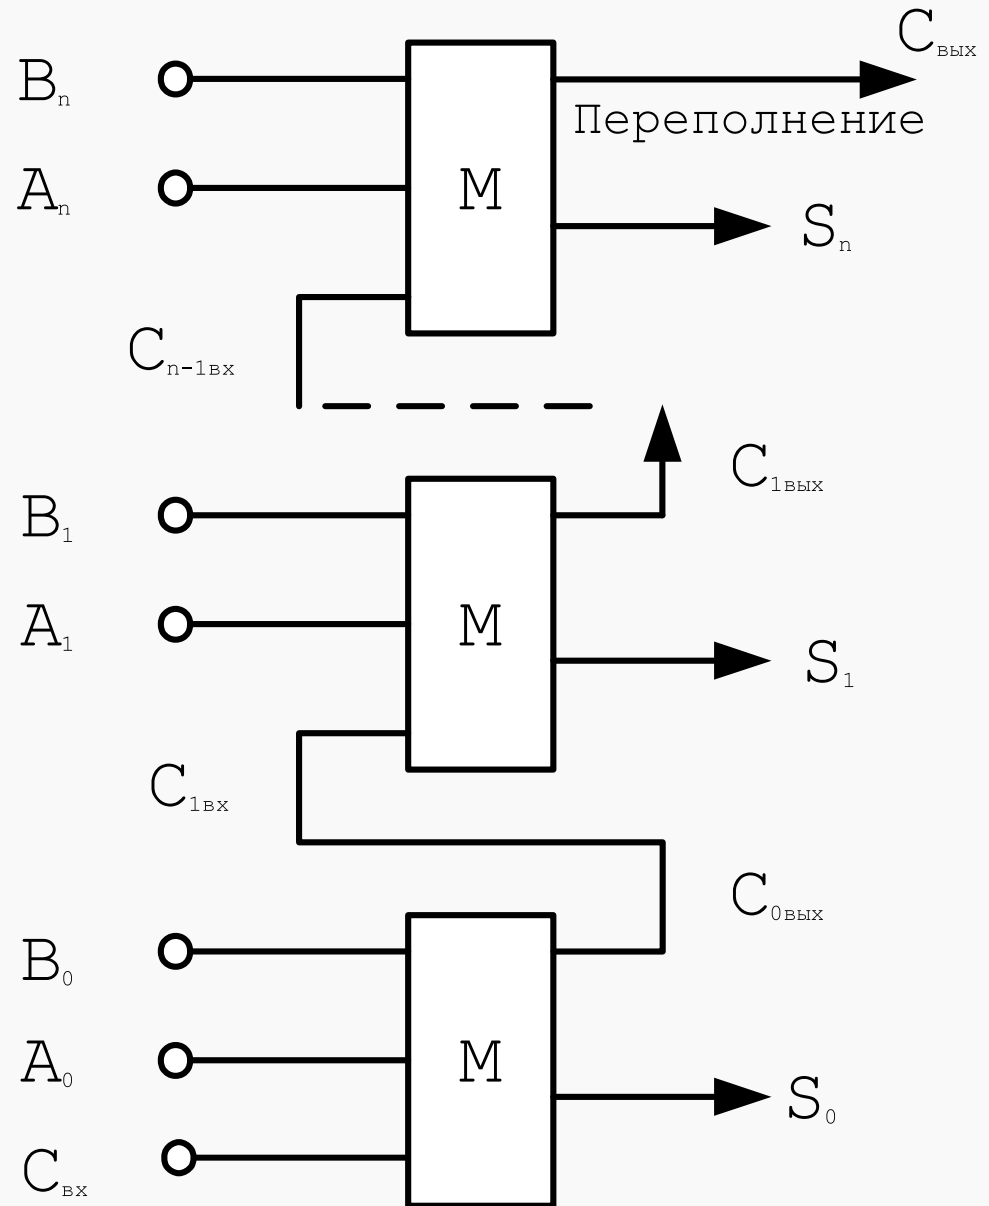 Cвых
Bn
Переполнение
An
M
Sn
Cn-1вх
C1вых
B1
A1
M
S1
C1вх
C0вых
B0
A0
M
S0
Cвх